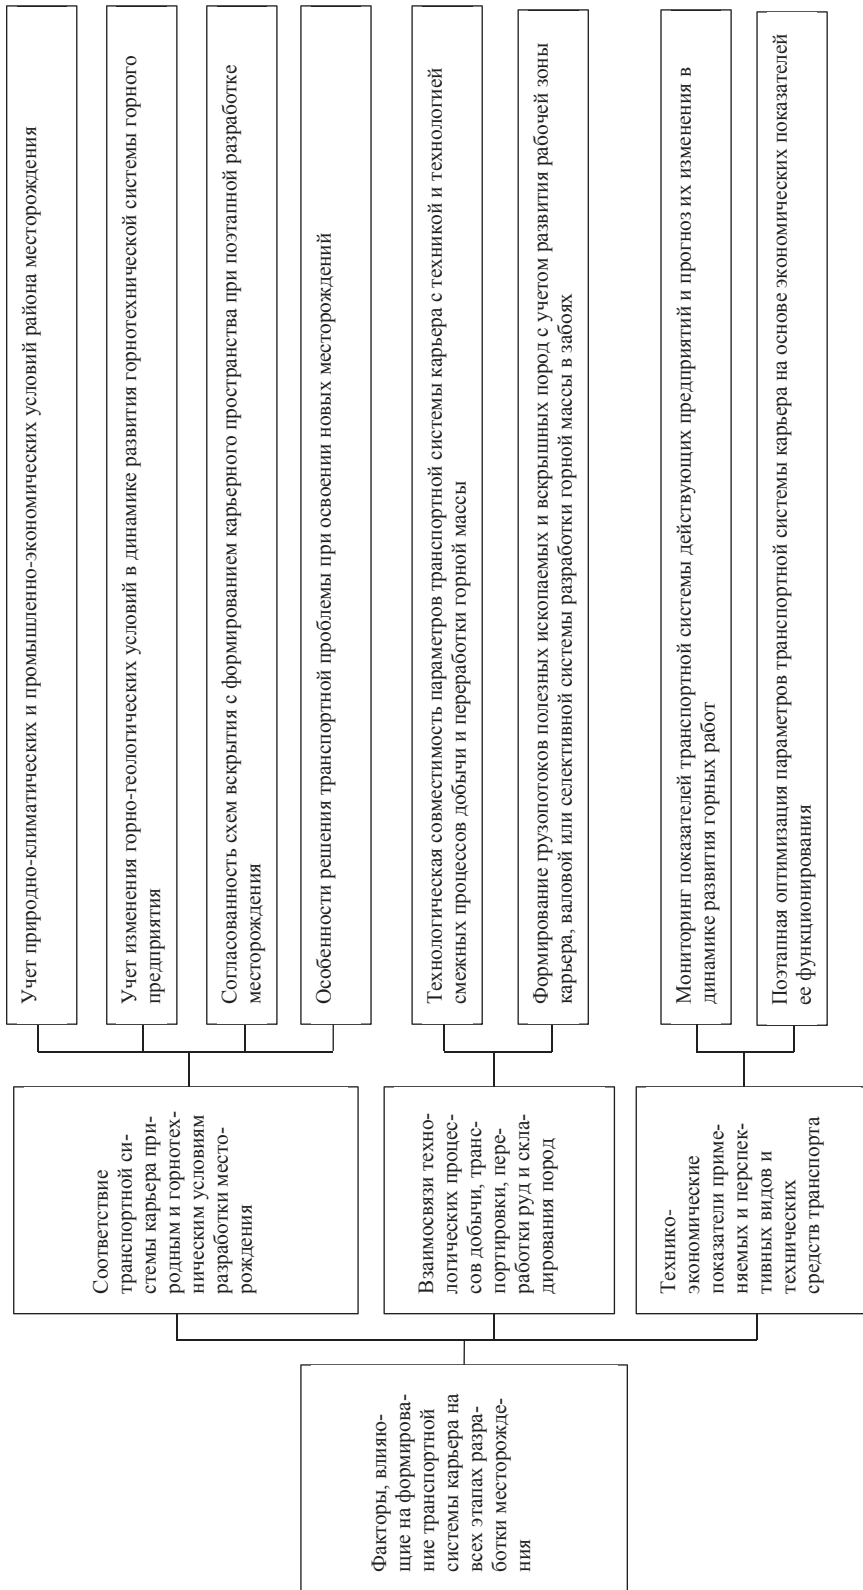 Факторы, влияю-
щие на формирова-
ние транспортной
системы карьера на
всех этапах разра-
ботки месторожде-
ния
Соответствие
транспортной си-
стемы карьера при-
родным и горнотех-
ническим условиям
разработки место-
рождения
Учет природно-климатических и промышленно-экономических условий района месторождения
Учет изменения горно-геологических условий в динамике развития горнотехнической системы горного
предприятия
Согласованность схем вскрытия с формированием карьерного пространства при поэтапной разработке
месторождения
Особенности решения транспортной проблемы при освоении новых месторождений
Взаимосвязи техно-
логических процес-
сов добычи, транс-
портировки, пере-
работки руд и скла-
дирования пород
Технологическая совместимость параметров транспортной системы карьера с техникой и технологией
смежных процессов добычи и переработки горной массы
Формирование грузопотоков полезных ископаемых и вскрышных пород с учетом развития рабочей зоны
карьера, валовой или селективной системы разработки горной массы в забоях
Технико-
экономические
показатели приме-
няемых и перспек-
тивных видов и
технических
средств транспорта
Мониторинг показателей транспортной системы действующих предприятий и прогноз их изменения в
динамике развития горных работ
Поэтапная оптимизация параметров транспортной системы карьера на основе экономических показателей
ее функционирования